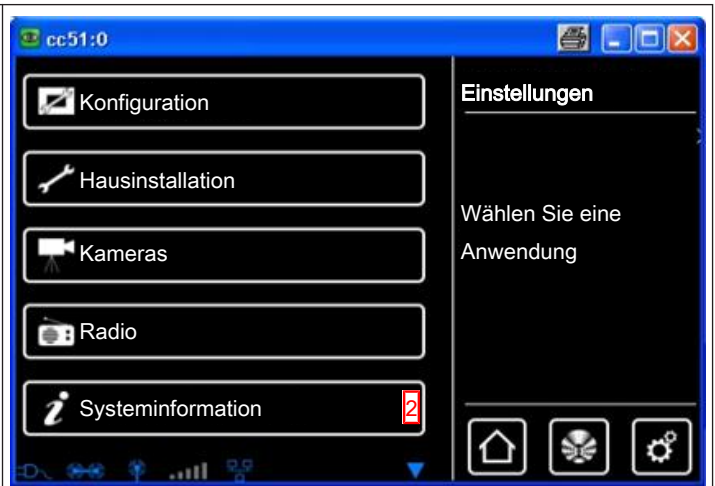 cc51:0
Konfiguration
Hausinstallation
Kameras
Radio
Systeminformation 2
Einstellungen
Wählen Sie eine
Anwendung